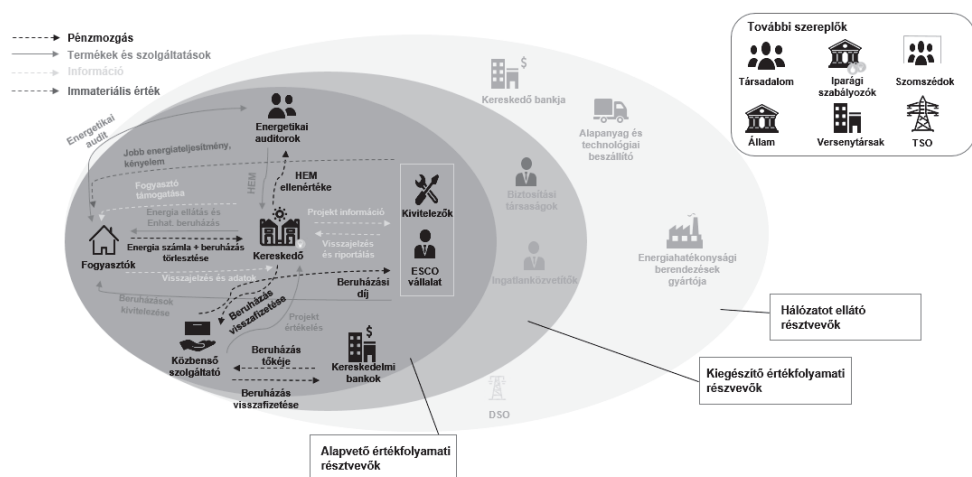 Pénzmozgás
Termékek és szolgáltatások
Információ
Immateriális érték
További szereplők
Társadalom
Iparági
szabályozók
Szomszédok
Állam
Versenytársak
TSO
Kereskedő bankja
Alapanyag és
technológiai
beszállító
Energetikai
audit
Energetikai
auditorok
Jobb energiateljesítmény,
kényelem
HEM
HEM
ellenértéke
Fogyasztó
támogatása
Biztosítási
társaságok
Kivitelezők
Energia ellátás és
Enhat. beruházás
Projekt információ
Energia számla + beruházás
törlesztése
Fogyasztók
Kereskedő
Visszajelzés
és riportálás
ESCO
vállalat
Energiahatékonysági
berendezések
gyártója
Visszajelzés és adatok
Beruházási
díj
Ingatlanközvetítők
Beruházások
kivitelezése
Beruházás
visszafizetése
Projekt
értékelés
Hálózatot ellátó
résztvevők
Közbenső
szolgáltató
Beruházás
tőkéje
Kereskedelmi
bankok
Beruházás
visszafizetése
Kiegészítő értékfolyamati
részvevők
DSO
Alapvető értékfolyamati
résztvevők